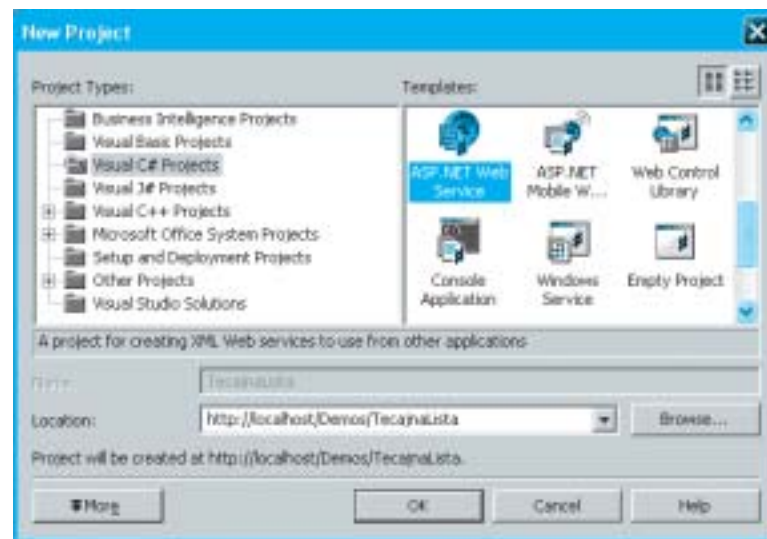 New Project
Project Types:
Templates:
Business Intelligence Projects
Visual Basic Projects
Visual C# Projects
Visual J# Projects
Visual C++ Projects
Microsoft Office System Projects
Setup and Deployment Projects
Other Projects
Visual Studio Solutions
ASP.NET Web Service
ASP.NET Mobile W...
Web Control Library
Console Application
Windows Service
Empty Project
A project for creating XML Web services to use from other applications
Name:
TecajnaLista
Location:
http://localhost/Demos/TecajnaLista
Browse...
Project will be created at http://localhost/Demos/TecajnaLista.
More
OK
Cancel
Help